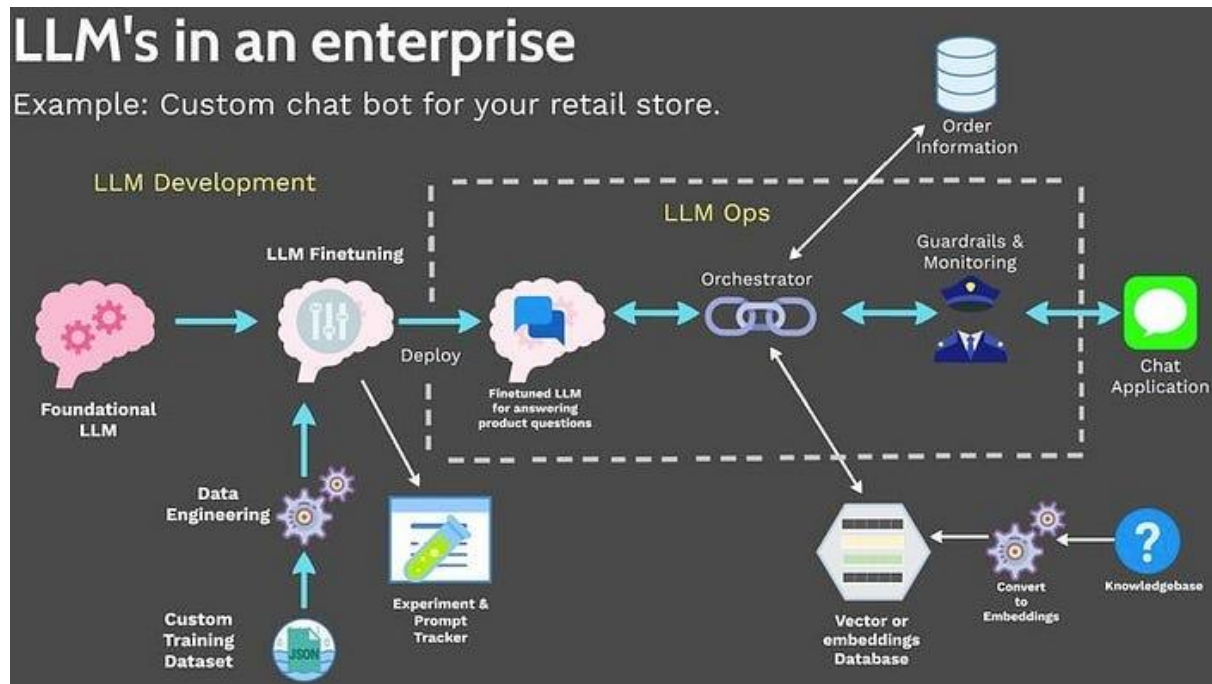 LLM's in an enterprise
Example: Custom chat bot for your retail store.
Order
Information
LLM Development
LLM Ops
LLM Finetuning
Orchestrator
Guardrails &
Monitoring
Deploy
Foundational
LLM
Finetuned LLM
for answering
product questions
Chat
Application
Data
Engineering
Experiment &
Prompt
Tracker
Custom
Training
Dataset
JSON
Vector or
embeddings
Database
Convert
to
Embeddings
?
Knowledgebase